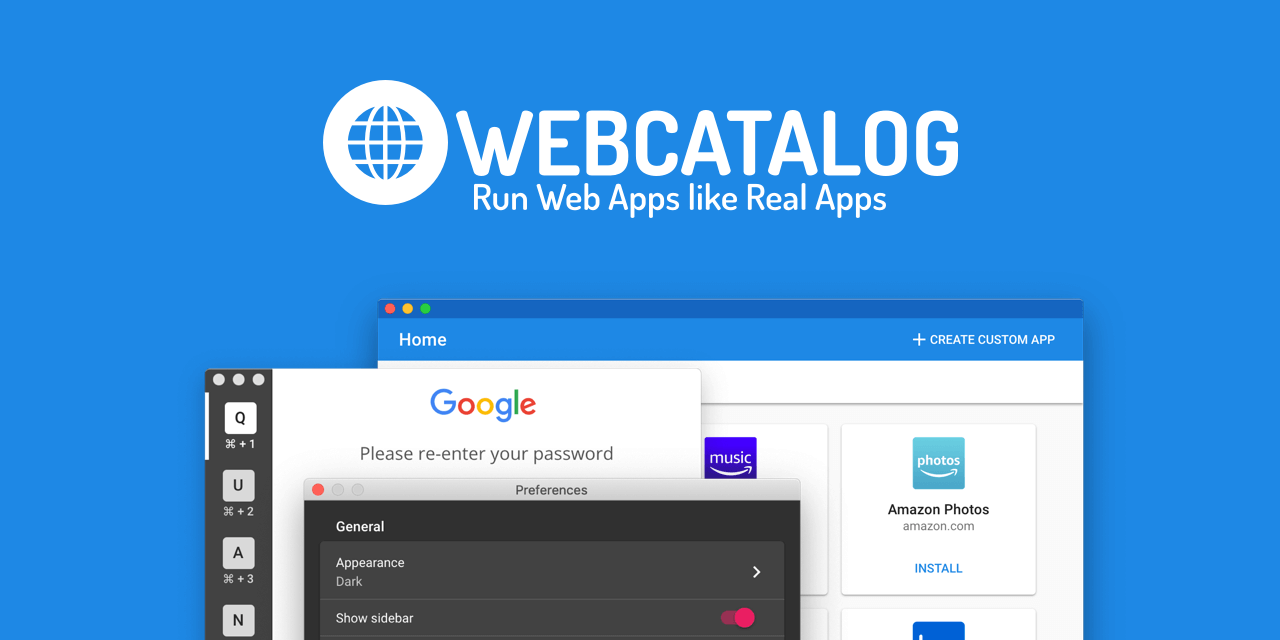 WEBCATALOG
Run Web Apps like Real Apps
Home
+ CREATE CUSTOM APP
Q
⌘ + 1
U
⌘ + 2
A
⌘ + 3
N
Google
Please re-enter your password
music
photos
Amazon Photos
amazon.com
INSTALL
Preferences
General
Appearance
Dark
Show sidebar